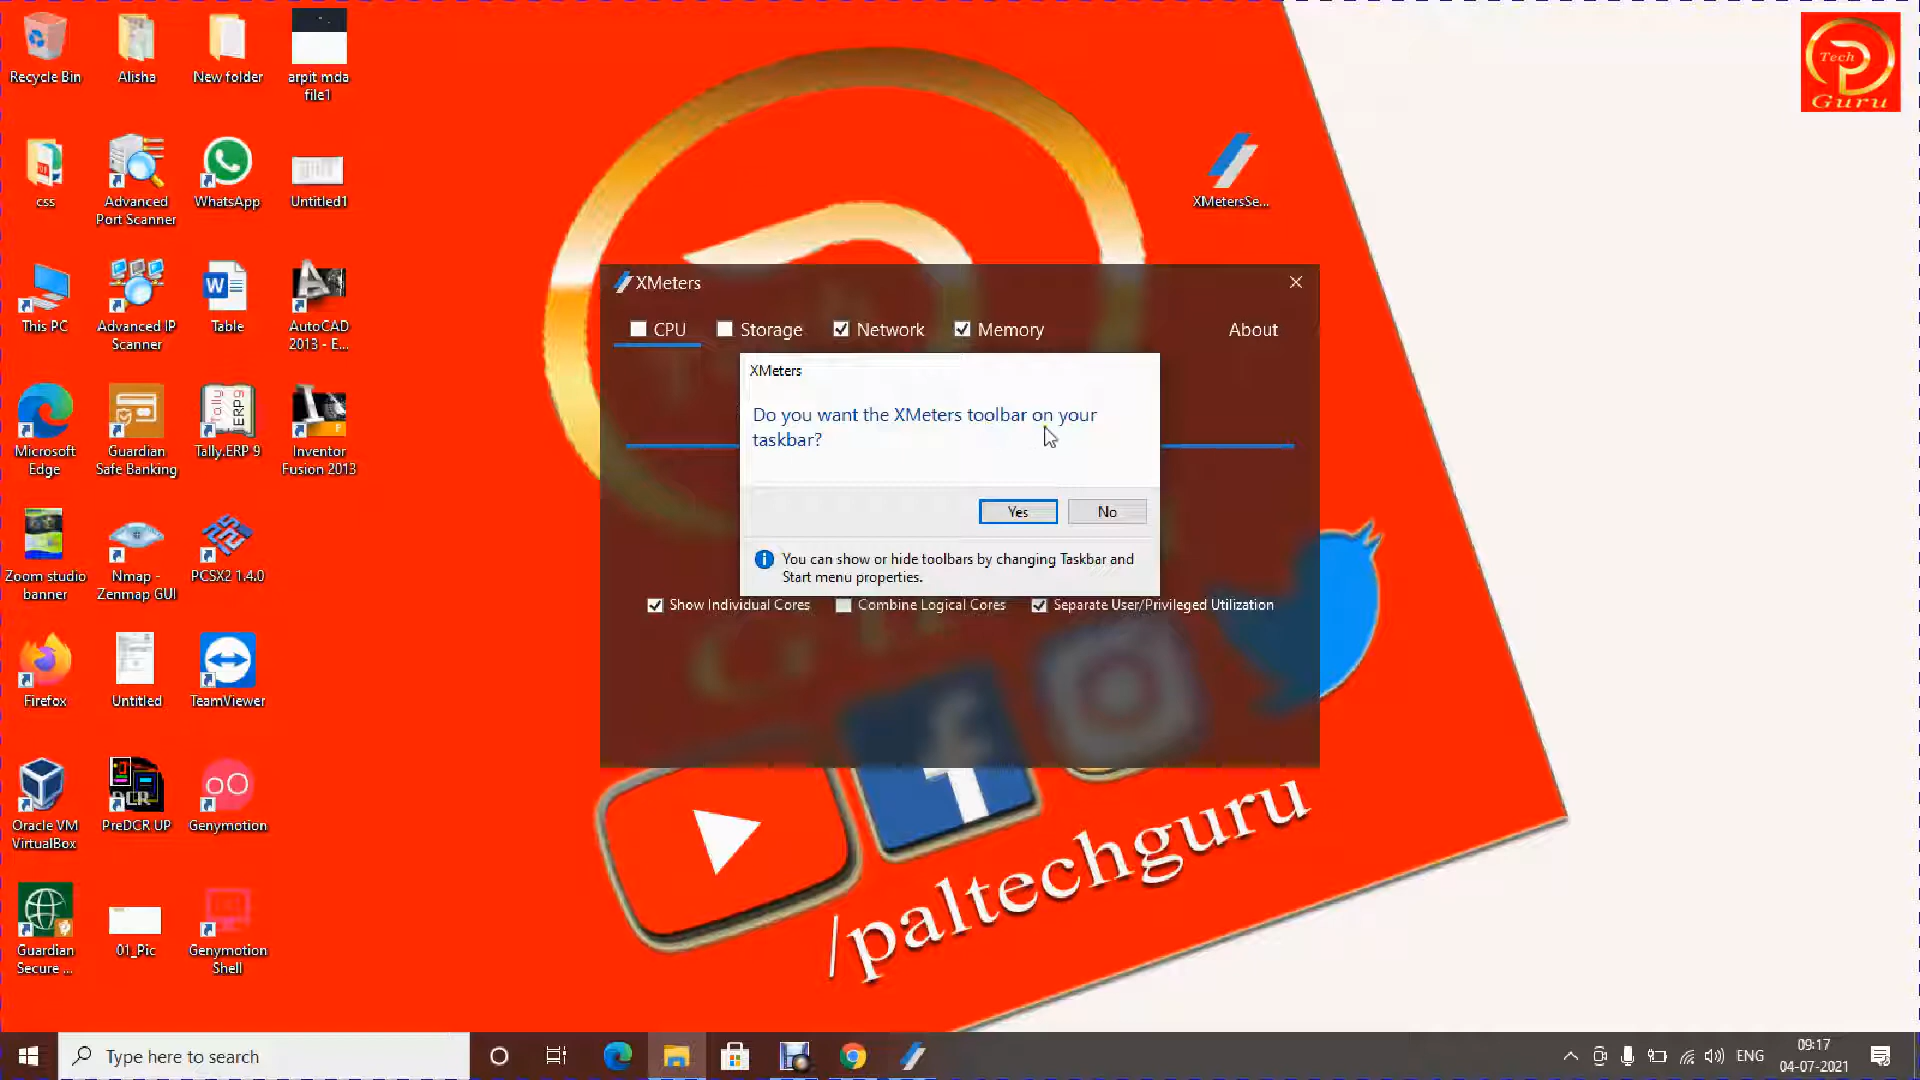 Recycle Bin
Alisha
New folder
arpit mda
file1
Tech
Guru
css
Advanced
Port Scanner
WhatsApp
Untitled1
XMetersSe...
This PC
Advanced IP
Scanner
Table
AutoCAD
2013 - E...
XMeters
CPU
Storage
Network
Memory
About
XMeters
Do you want the XMeters toolbar on your
taskbar?
Yes
No
You can show or hide toolbars by changing Taskbar and
Start menu properties.
Show Individual Cores
Combine Logical Cores
Separate User/Privileged Utilization
Microsoft
Edge
Guardian
Safe Banking
Tally.ERP 9
Inventor
Fusion 2013
Zoom studio
banner
Nmap -
Zenmap GUI
PCSX2 1.4.0
Firefox
Untitled
TeamViewer
Oracle VM
VirtualBox
PreDCR UP
Genymotion
Guardian
Secure ...
01_Pic
Genymotion
Shell
/paltechguru
Type here to search
ENG
09:17
04-07-2021